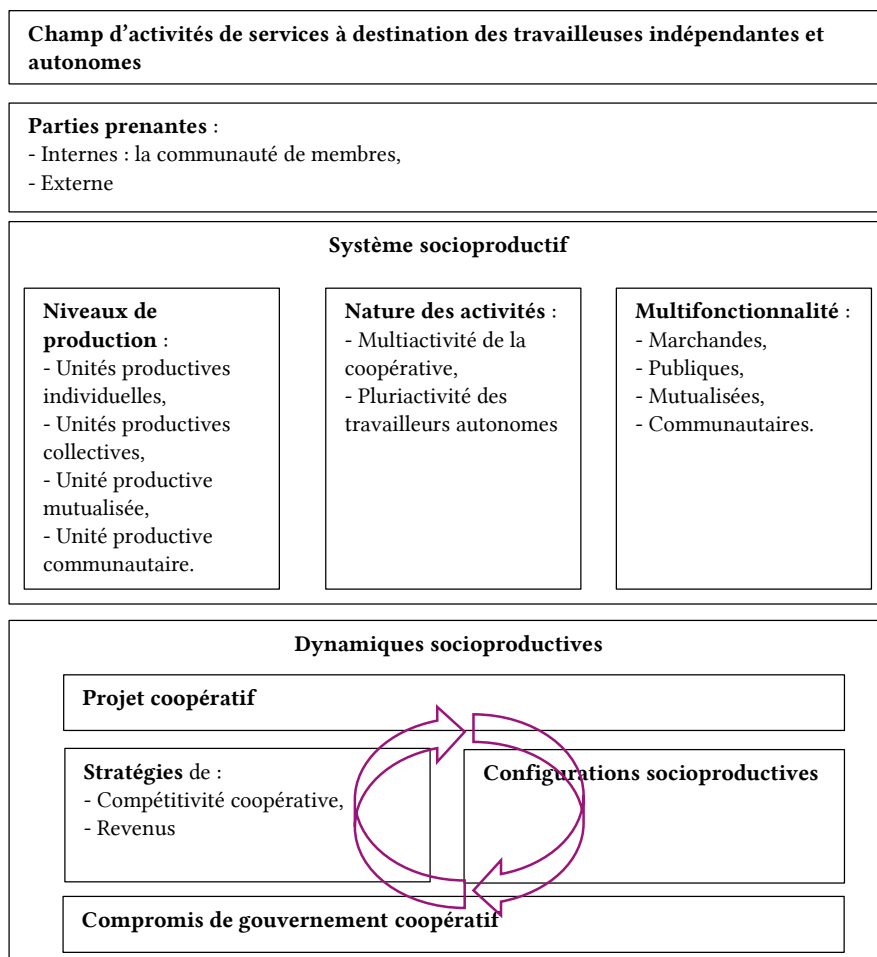 Champ d’activités de services à destination des travailleuses indépendantes et
autonomes
Parties prenantes :
- Internes : la communauté de membres,
- Externe
Système socioproductif
Niveaux de
production :
- Unités productives
individuelles,
- Unités productives
collectives,
- Unité productive
mutualisée,
- Unité productive
communautaire.
Nature des activités :
- Multiactivité de la
coopérative,
- Pluriactivité des
travailleurs autonomes
Multifonctionnalité :
- Marchandes,
- Publiques,
- Mutualisées,
- Communautaires.
Dynamiques socioproductives
Projet coopératif
Stratégies de :
- Compétitivité coopérative,
- Revenus
Configurations socioproductives
Compromis de gouvernement coopératif